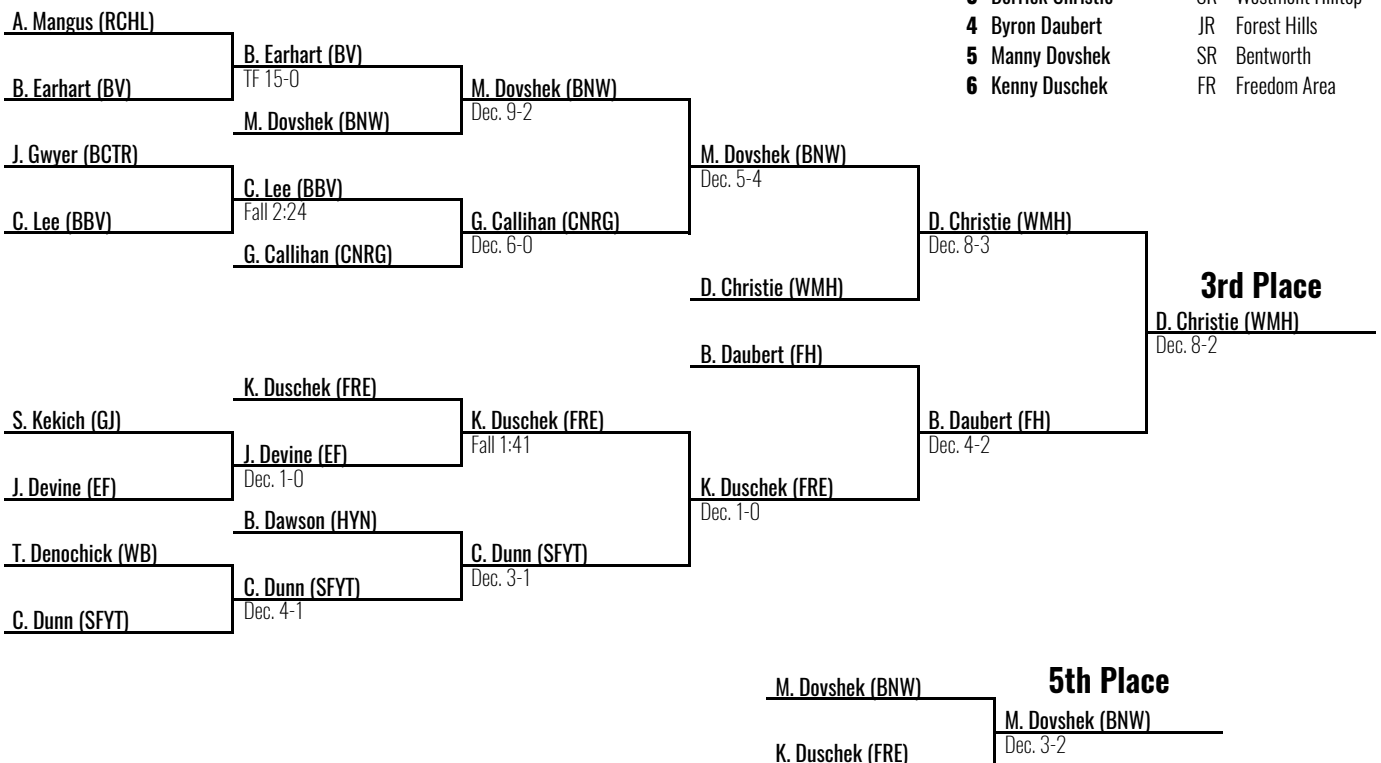 3 Derrick Christie SR Westmont Hilltop
4 Byron Daubert JR Forest Hills
5 Manny Dovshek SR Bentworth
6 Kenny Duschek FR Freedom Area
A. Mangus (RCHL)
B. Earhart (BV)
J. Gwyer (BCTR)
C. Lee (BBV)
S. Kekich (GJ)
J. Devine (EF)
T. Denochick (WB)
C. Dunn (SFYT)
B. Earhart (BV)
TF 15-0
M. Dovshek (BNW)
C. Lee (BBV)
Fall 2:24
G. Callihan (CNRG)
K. Duschek (FRE)
J. Devine (EF)
Dec. 1-0
B. Dawson (HYN)
C. Dunn (SFYT)
Dec. 4-1
M. Dovshek (BNW)
Dec. 9-2
G. Callihan (CNRG)
Dec. 6-0
K. Duschek (FRE)
Fall 1:41
C. Dunn (SFYT)
Dec. 3-1
M. Dovshek (BNW)
Dec. 5-4
D. Christie (WMH)
B. Daubert (FH)
K. Duschek (FRE)
Dec. 1-0
D. Christie (WMH)
Dec. 8-3
B. Daubert (FH)
Dec. 4-2
3rd Place
D. Christie (WMH)
Dec. 8-2
5th Place
M. Dovshek (BNW)
K. Duschek (FRE)
M. Dovshek (BNW)
Dec. 3-2